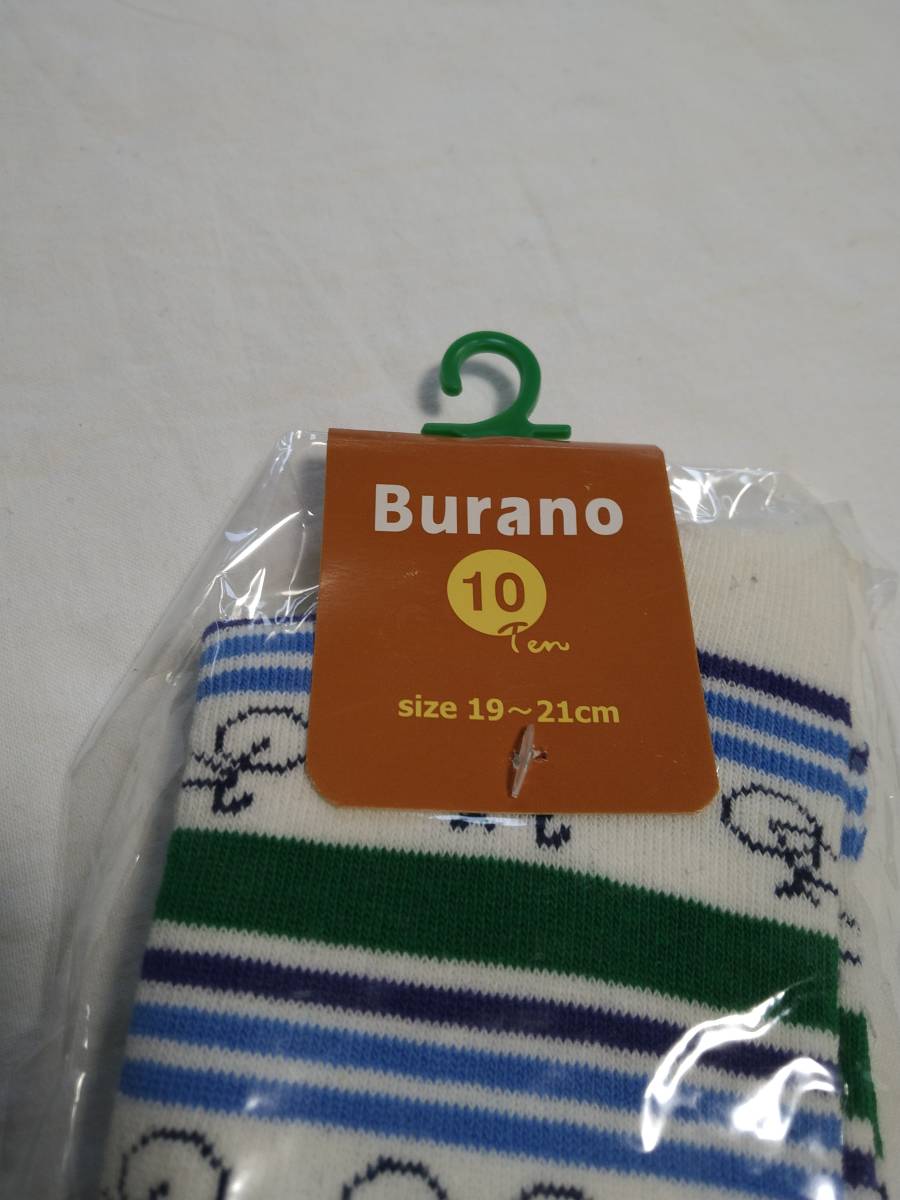 Burano
10
Ten
size 19～21cm